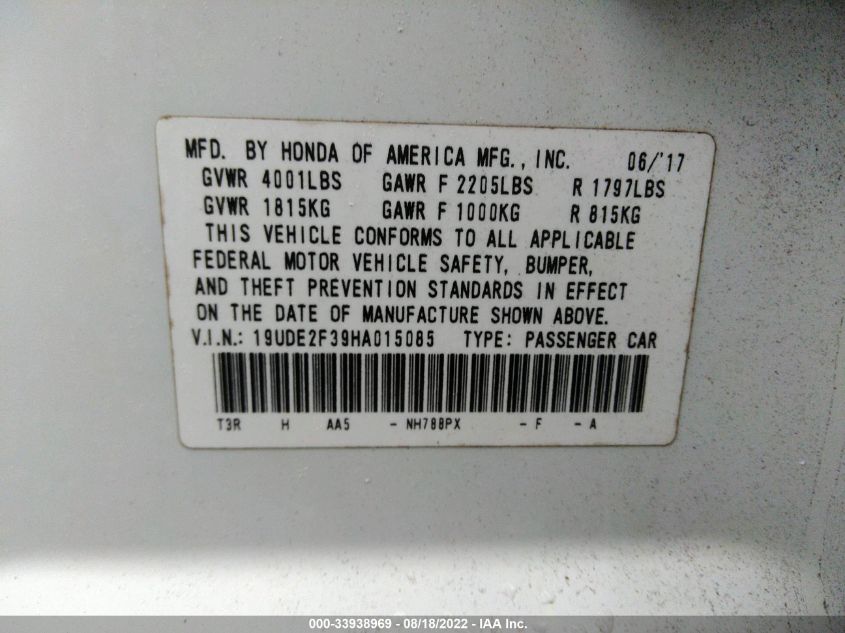 MFD. BY HONDA OF AMERICA MFG., INC. 06/'17
GVWR 4001LBS GAWR F 2205LBS R 1797LBS
GVWR 1815KG GAWR F 1000KG R 815KG
THIS VEHICLE CONFORMS TO ALL APPLICABLE
FEDERAL MOTOR VEHICLE SAFETY, BUMPER,
AND THEFT PREVENTION STANDARDS IN EFFECT
ON THE DATE OF MANUFACTURE SHOWN ABOVE.
V.I.N.: 19UDE2F39HA015085 TYPE: PASSENGER CAR
T3R H AA5 - NH788PX - F - A
000-33938969 - 08/18/2022 - IAA Inc.